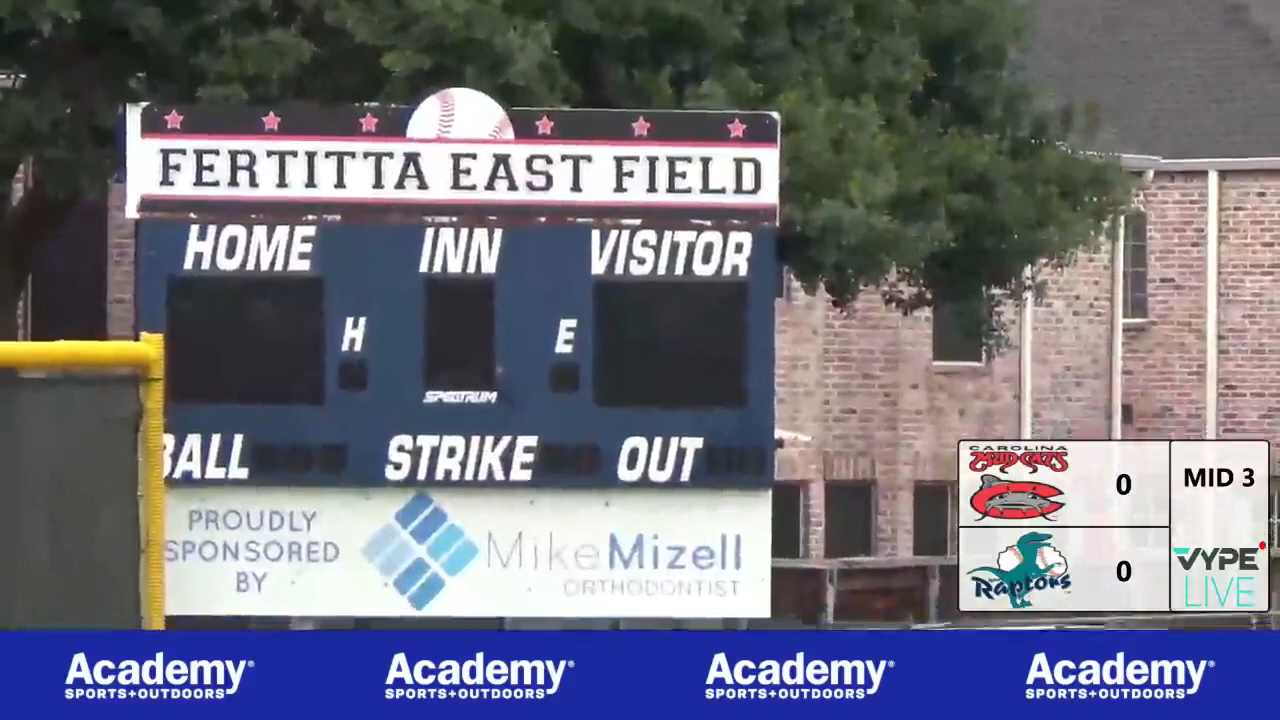 FERTITTA EAST FIELD
HOME INN VISITOR
H E
SPECTRUM
BALL STRIKE OUT
PROUDLY
SPONSORED
BY
MikeMizell
ORTHODONTIST
CAROLINA
MUDCATS
0
MID 3
Raptors
0
VYPE
LIVE
Academy Academy Academy Academy
SPORTS+OUTDOORS SPORTS+OUTDOORS SPORTS+OUTDOORS SPORTS+OUTDOORS